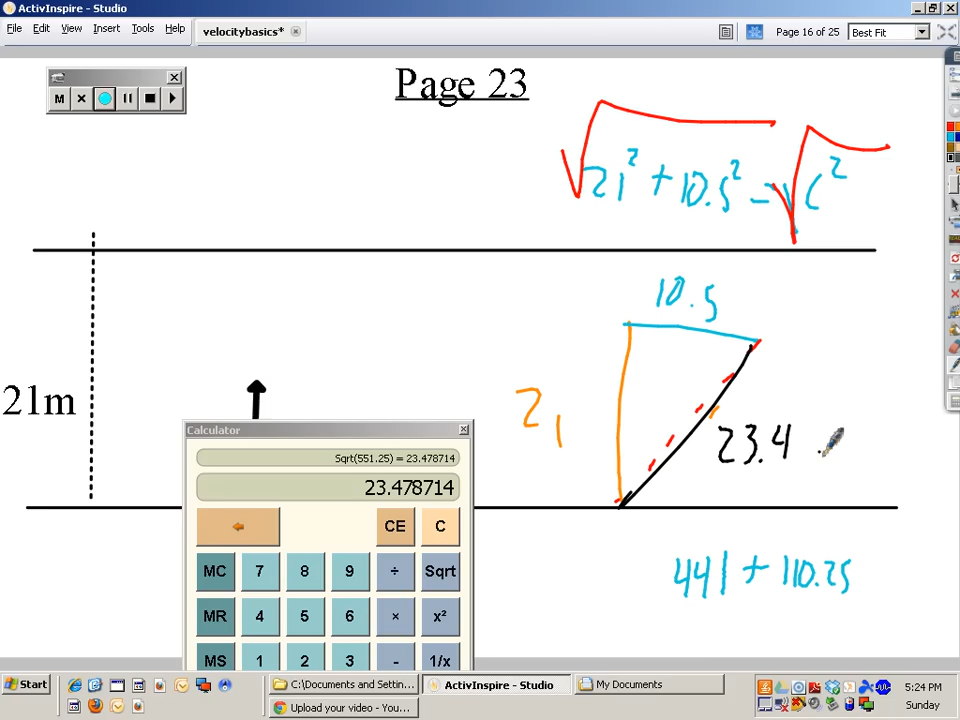 ActivInspire - Studio
File Edit View Insert Tools Help velocitybasics* Page 16 of 25 Best Fit
Page 23
M
√21² + 10.5² = √C²
10.5
21m
21
23.4
Calculator
Sqrt(551.25) = 23.478714
23.478714
CE C
MC 7 8 9 ÷ Sqrt
MR 4 5 6 × x²
MS 1 2 3 - 1/x
441 + 110.25
Start C:\Documents and Settin... ActivInspire - Studio My Documents 5:24 PM
Upload your video - You... Sunday